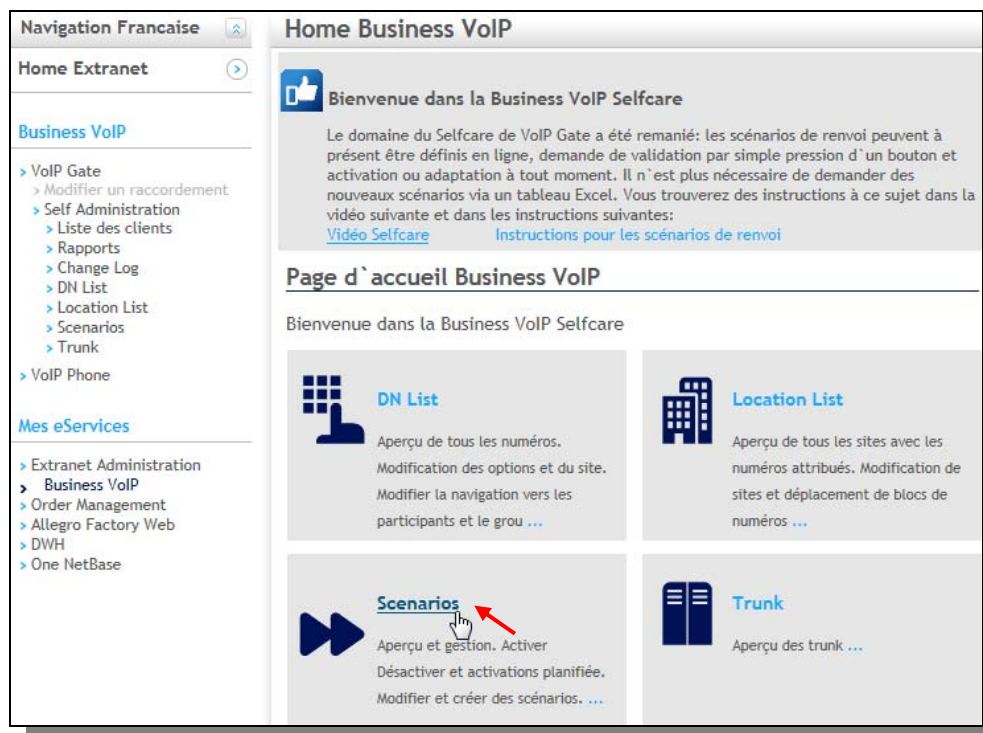 Navigation Francaise
Home Extranet
Business VoIP
VoIP Gate
Modifier un raccordement
Self Administration
Liste des clients
Rapports
Change Log
DN List
Location List
Scenarios
Trunk
VoIP Phone
Mes eServices
Extranet Administration
Business VoIP
Order Management
Allegro Factory Web
DWH
One NetBase
Home Business VoIP
Bienvenue dans la Business VoIP Selfcare
Le domaine du Selfcare de VoIP Gate a été remanié: les scénarios de renvoi peuvent à
présent être définis en ligne, demande de validation par simple pression d`un bouton et
activation ou adaptation à tout moment. Il n`est plus nécessaire de demander des
nouveaux scénarios via un tableau Excel. Vous trouverez des instructions à ce sujet dans la
vidéo suivante et dans les instructions suivantes:
Vidéo Selfcare Instructions pour les scénarios de renvoi
Page d`accueil Business VoIP
Bienvenue dans la Business VoIP Selfcare
DN List
Aperçu de tous les numéros.
Modification des options et du site.
Modifier la navigation vers les
participants et le grou ...
Location List
Aperçu de tous les sites avec les
numéros attribués. Modification de
sites et déplacement de blocs de
numéros ...
Scenarios
Aperçu et gestion. Activer
Désactiver et activations planifiée.
Modifier et créer des scénarios. ...
Trunk
Aperçu des trunk ...